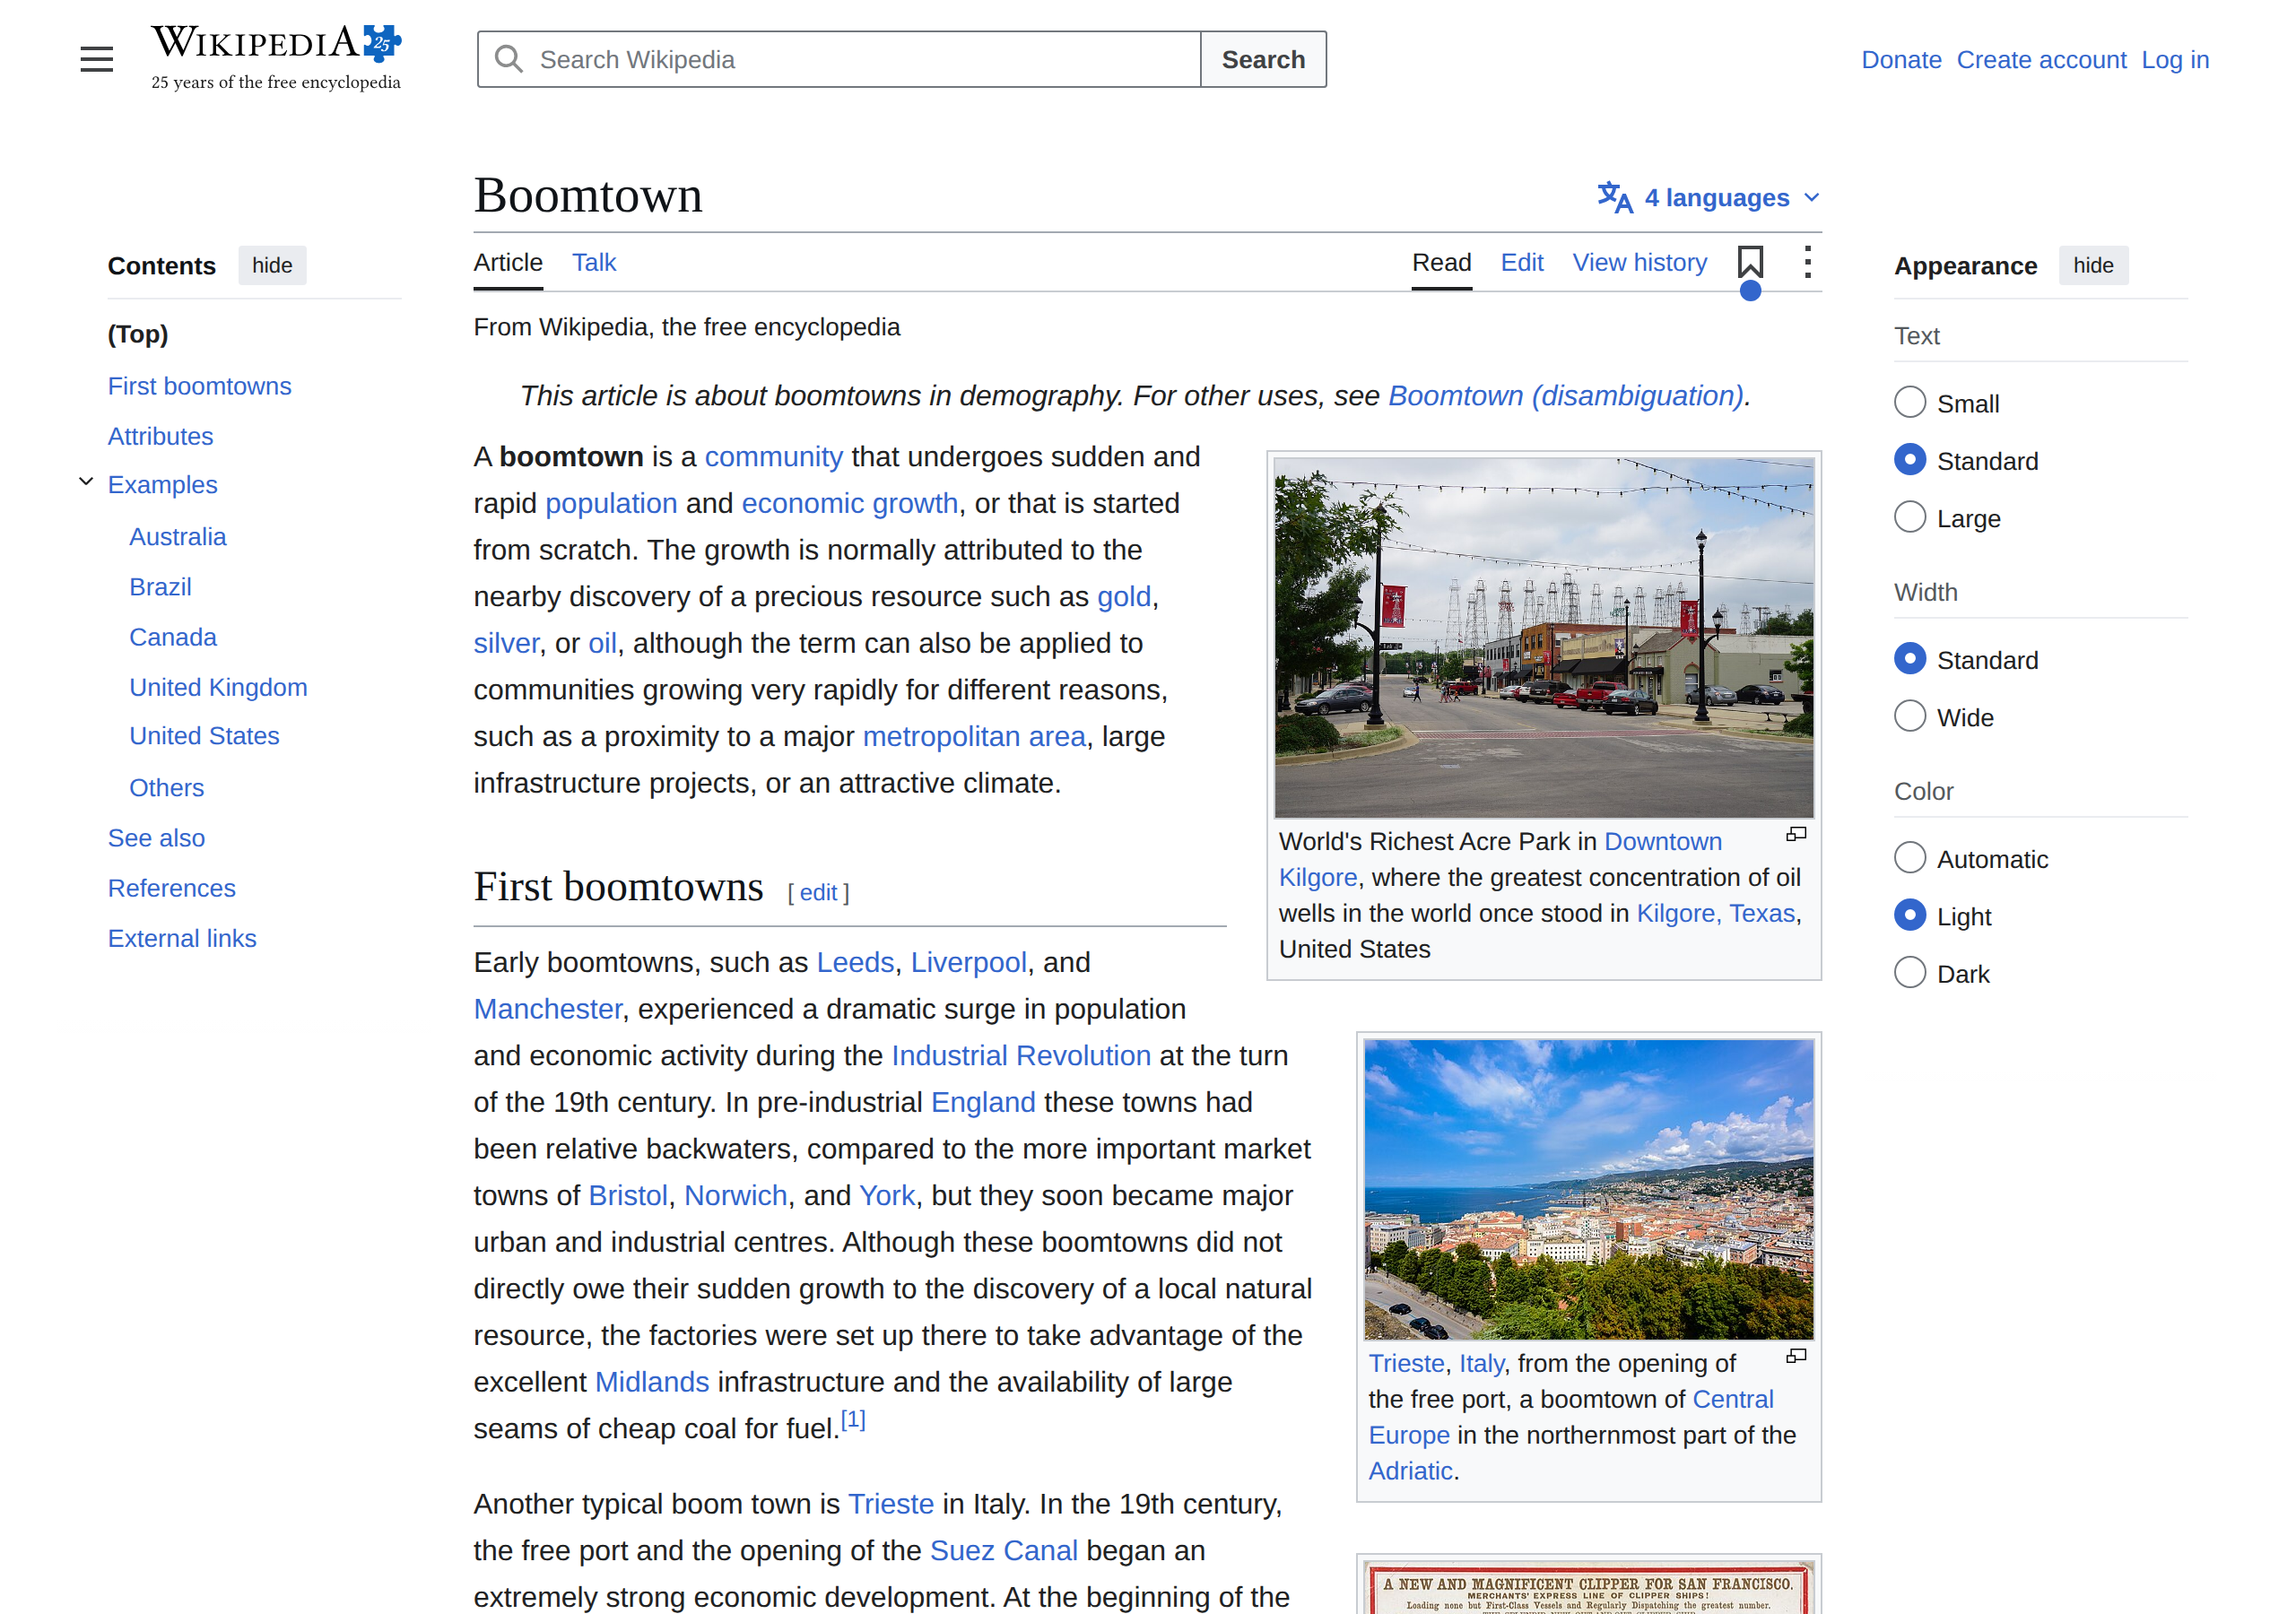 WIKIPEDIA 25
25 years of the free encyclopedia
Search Wikipedia
Search
Donate Create account Log in
Boomtown
4 languages
Article Talk
Read Edit View history
From Wikipedia, the free encyclopedia
Contents hide
(Top)
First boomtowns
Attributes
Examples
Australia
Brazil
Canada
United Kingdom
United States
Others
See also
References
External links
This article is about boomtowns in demography. For other uses, see Boomtown (disambiguation).
A boomtown is a community that undergoes sudden and
rapid population and economic growth, or that is started
from scratch. The growth is normally attributed to the
nearby discovery of a precious resource such as gold,
silver, or oil, although the term can also be applied to
communities growing very rapidly for different reasons,
such as a proximity to a major metropolitan area, large
infrastructure projects, or an attractive climate.
World's Richest Acre Park in Downtown
Kilgore, where the greatest concentration of oil
wells in the world once stood in Kilgore, Texas,
United States
First boomtowns [ edit ]
Early boomtowns, such as Leeds, Liverpool, and
Manchester, experienced a dramatic surge in population
and economic activity during the Industrial Revolution at the turn
of the 19th century. In pre-industrial England these towns had
been relative backwaters, compared to the more important market
towns of Bristol, Norwich, and York, but they soon became major
urban and industrial centres. Although these boomtowns did not
directly owe their sudden growth to the discovery of a local natural
resource, the factories were set up there to take advantage of the
excellent Midlands infrastructure and the availability of large
seams of cheap coal for fuel.[1]
Trieste, Italy, from the opening of
the free port, a boomtown of Central
Europe in the northernmost part of the
Adriatic.
Another typical boom town is Trieste in Italy. In the 19th century,
the free port and the opening of the Suez Canal began an
extremely strong economic development. At the beginning of the
A NEW AND MAGNIFICENT CLIPPER FOR SAN FRANCISCO.
MERCHANTS' EXPRESS LINE OF CLIPPER SHIPS!
Loading none but First-Class Vessels and Regularly Dispatching the greatest number.
Appearance hide
Text
Small
Standard
Large
Width
Standard
Wide
Color
Automatic
Light
Dark